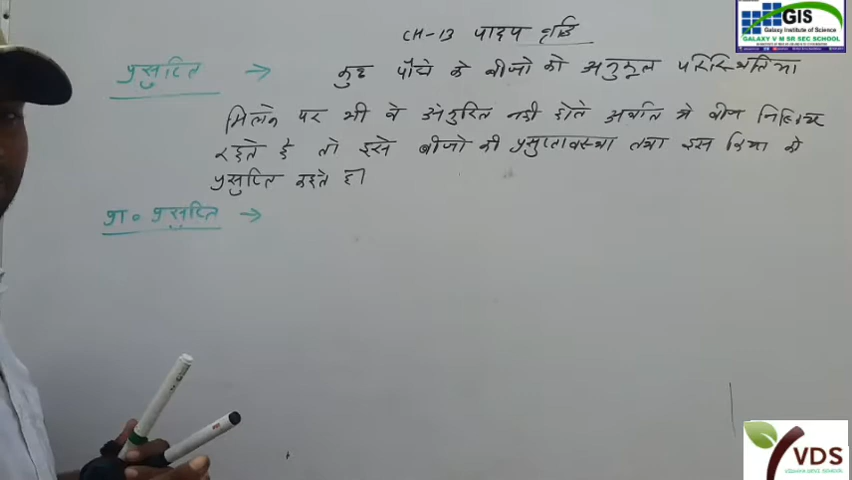 CH-13 पादप वृद्धि
प्रसुप्ति → कुछ पौधो के बीजो को अनुकूल परिस्थितिया
मिलने पर भी वे अंकुरित नही होते अर्थात ये बीज निष्क्रिय
रहते है तो इसे बीजो की प्रसुप्तावस्था तथा इस क्रिया को
प्रसुप्ति कहते है।
प्रा॰ प्रसुप्ति →
GIS
Galaxy Institute of Science
GALAXY V M SR SEC SCHOOL
VDS